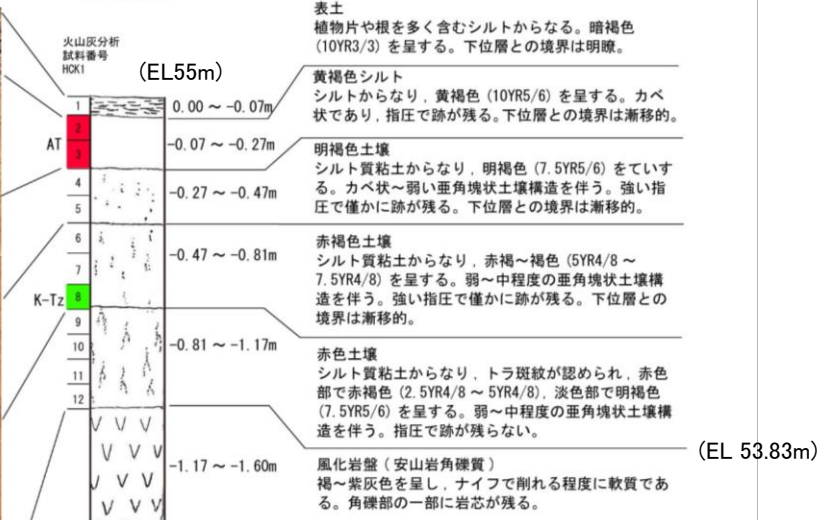 表土
植物片や根を多く含むシルトからなる。暗褐色
(10YR3/3) を呈する。下位層との境界は明瞭。
火山灰分析
試料番号
HCK1
(EL55m)
黄褐色シルト
シルトからなり，黄褐色 (10YR5/6) を呈する。カベ
状であり，指圧で跡が残る。下位層との境界は漸移的。
1
0.00 ～ -0.07m
2
AT
-0.07 ～ -0.27m
3
明褐色土壌
シルト質粘土からなり，明褐色 (7.5YR5/6) をていす
る。カベ状～弱い亜角塊状土壌構造を伴う。強い指
圧で僅かに跡が残る。下位層との境界は漸移的。
4
-0.27 ～ -0.47m
5
6
-0.47 ～ -0.81m
7
K-Tz
8
赤褐色土壌
シルト質粘土からなり，赤褐～褐色 (5YR4/8 ～
7.5YR4/8) を呈する。弱～中程度の亜角塊状土壌構
造を伴う。強い指圧で僅かに跡が残る。下位層との
境界は漸移的。
9
10
-0.81 ～ -1.17m
11
12
赤色土壌
シルト質粘土からなり，トラ斑紋が認められ，赤色
部で赤褐色 (2.5YR4/8 ～ 5YR4/8)，淡色部で明褐色
(7.5YR5/6) を呈する。弱～中程度の亜角塊状土壌構
造を伴う。指圧で跡が残らない。
(EL 53.83m)
-1.17 ～ -1.60m
風化岩盤 ( 安山岩角礫質 )
褐～紫灰色を呈し，ナイフで削れる程度に軟質であ
る。角礫部の一部に岩芯が残る。